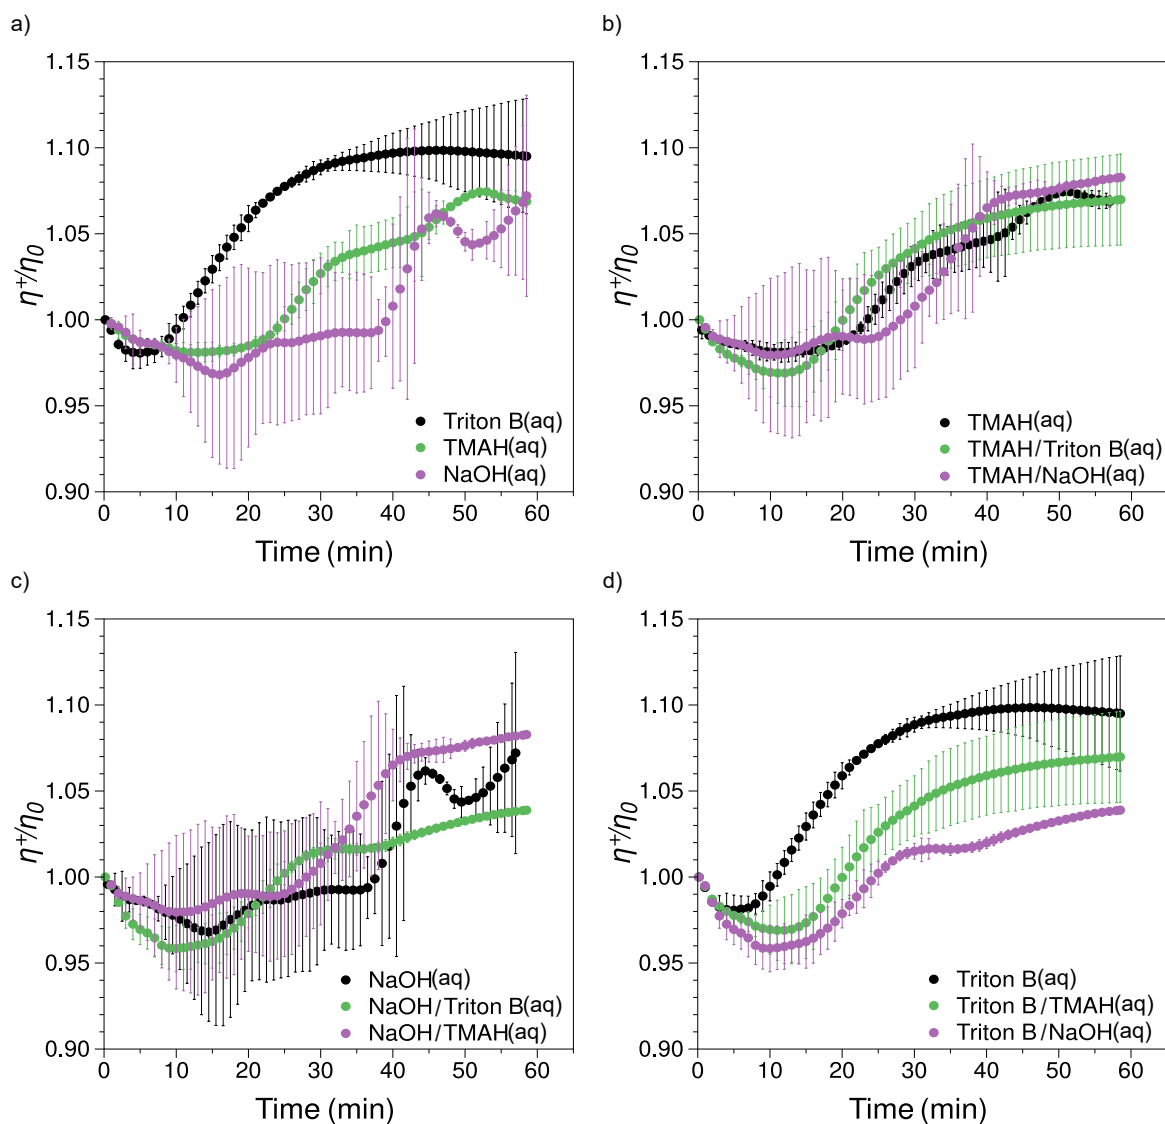 a)
1.15
1.10
1.05
1.00
0.95
0.90
η⁺/η₀
0 10 20 30 40 50 60
Time (min)
Triton B(aq)
TMAH(aq)
NaOH(aq)
b)
1.15
1.10
1.05
1.00
0.95
0.90
η⁺/η₀
0 10 20 30 40 50 60
Time (min)
TMAH(aq)
TMAH/Triton B(aq)
TMAH/NaOH(aq)
c)
1.15
1.10
1.05
1.00
0.95
0.90
η⁺/η₀
0 10 20 30 40 50 60
Time (min)
NaOH(aq)
NaOH/Triton B(aq)
NaOH/TMAH(aq)
d)
1.15
1.10
1.05
1.00
0.95
0.90
η⁺/η₀
0 10 20 30 40 50 60
Time (min)
Triton B(aq)
Triton B/TMAH(aq)
Triton B/NaOH(aq)